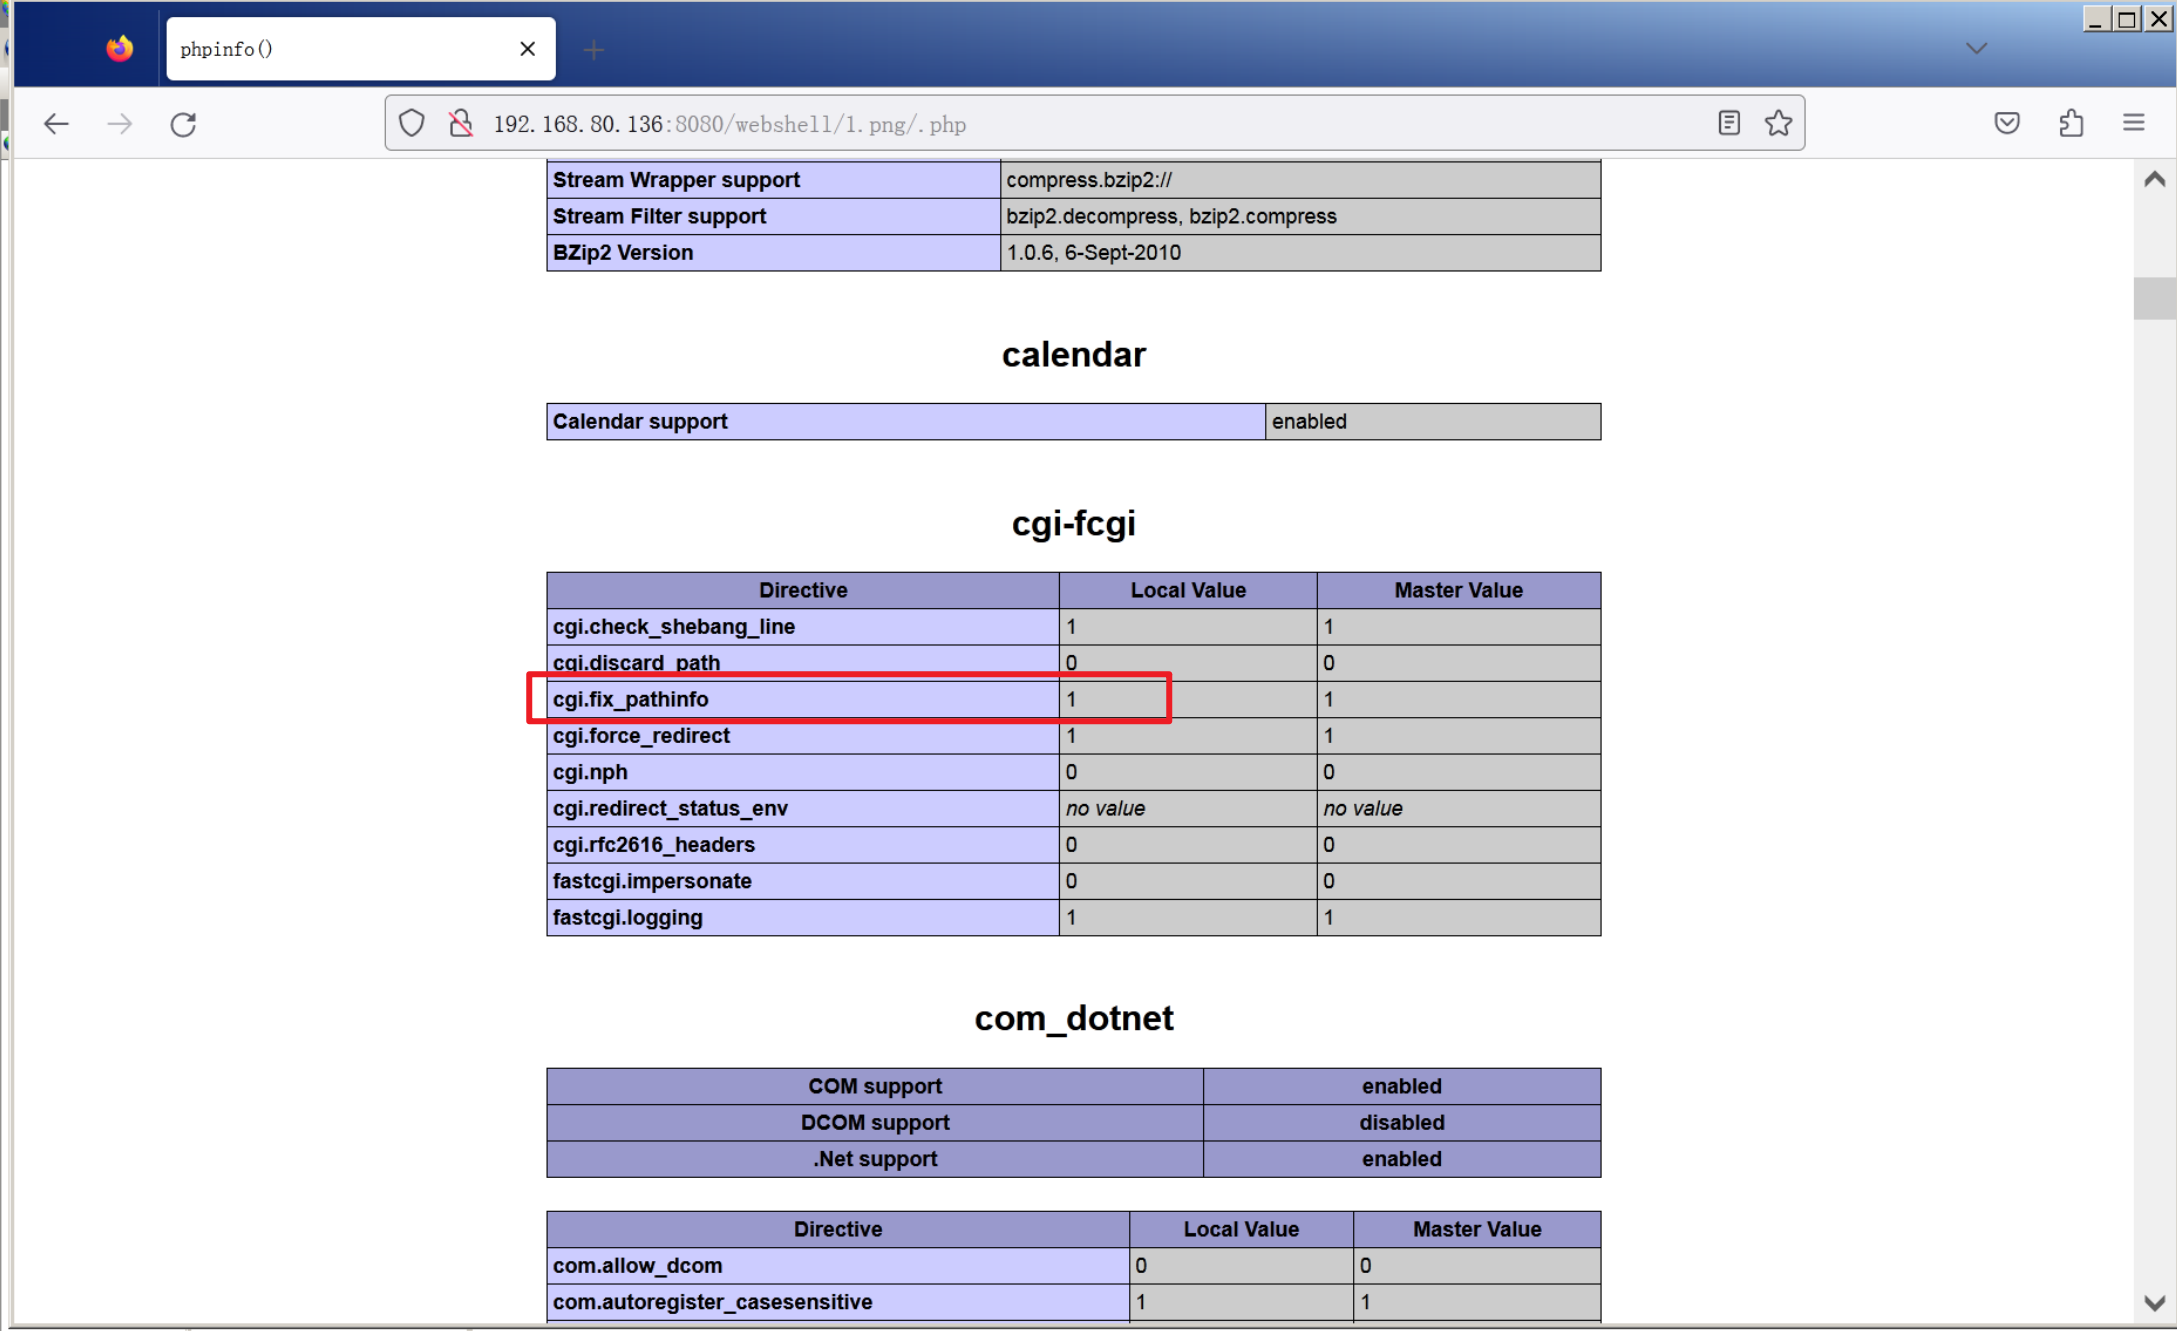 phpinfo()
192.168.80.136:8080/webshell/1.png/.php
Stream Wrapper support compress.bzip2://
Stream Filter support bzip2.decompress, bzip2.compress
BZip2 Version 1.0.6, 6-Sept-2010
calendar
Calendar support enabled
cgi-fcgi
Directive Local Value Master Value
cgi.check_shebang_line 1 1
cgi.discard_path 0 0
cgi.fix_pathinfo 1 1
cgi.force_redirect 1 1
cgi.nph 0 0
cgi.redirect_status_env no value no value
cgi.rfc2616_headers 0 0
fastcgi.impersonate 0 0
fastcgi.logging 1 1
com_dotnet
COM support enabled
DCOM support disabled
.Net support enabled
Directive Local Value Master Value
com.allow_dcom 0 0
com.autoregister_casesensitive 1 1